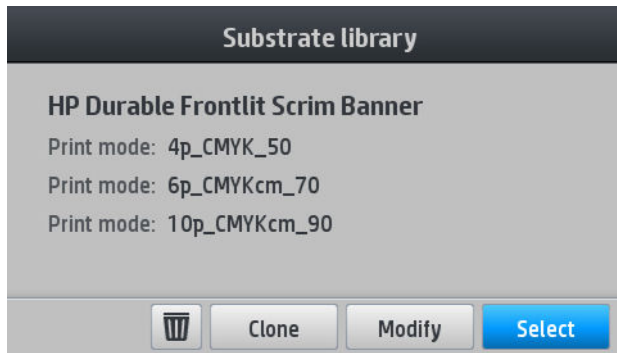 Substrate library
HP Durable Frontlit Scrim Banner
Print mode: 4p_CMYK_50
Print mode: 6p_CMYKcm_70
Print mode: 10p_CMYKcm_90
Clone Modify Select